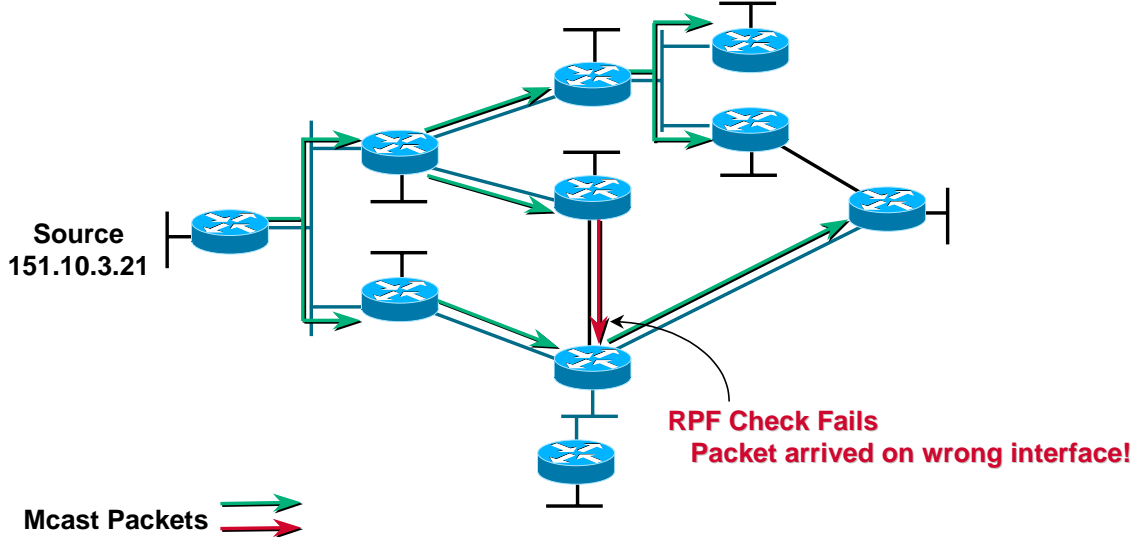 Source
151.10.3.21
RPF Check Fails
Packet arrived on wrong interface!
Mcast Packets